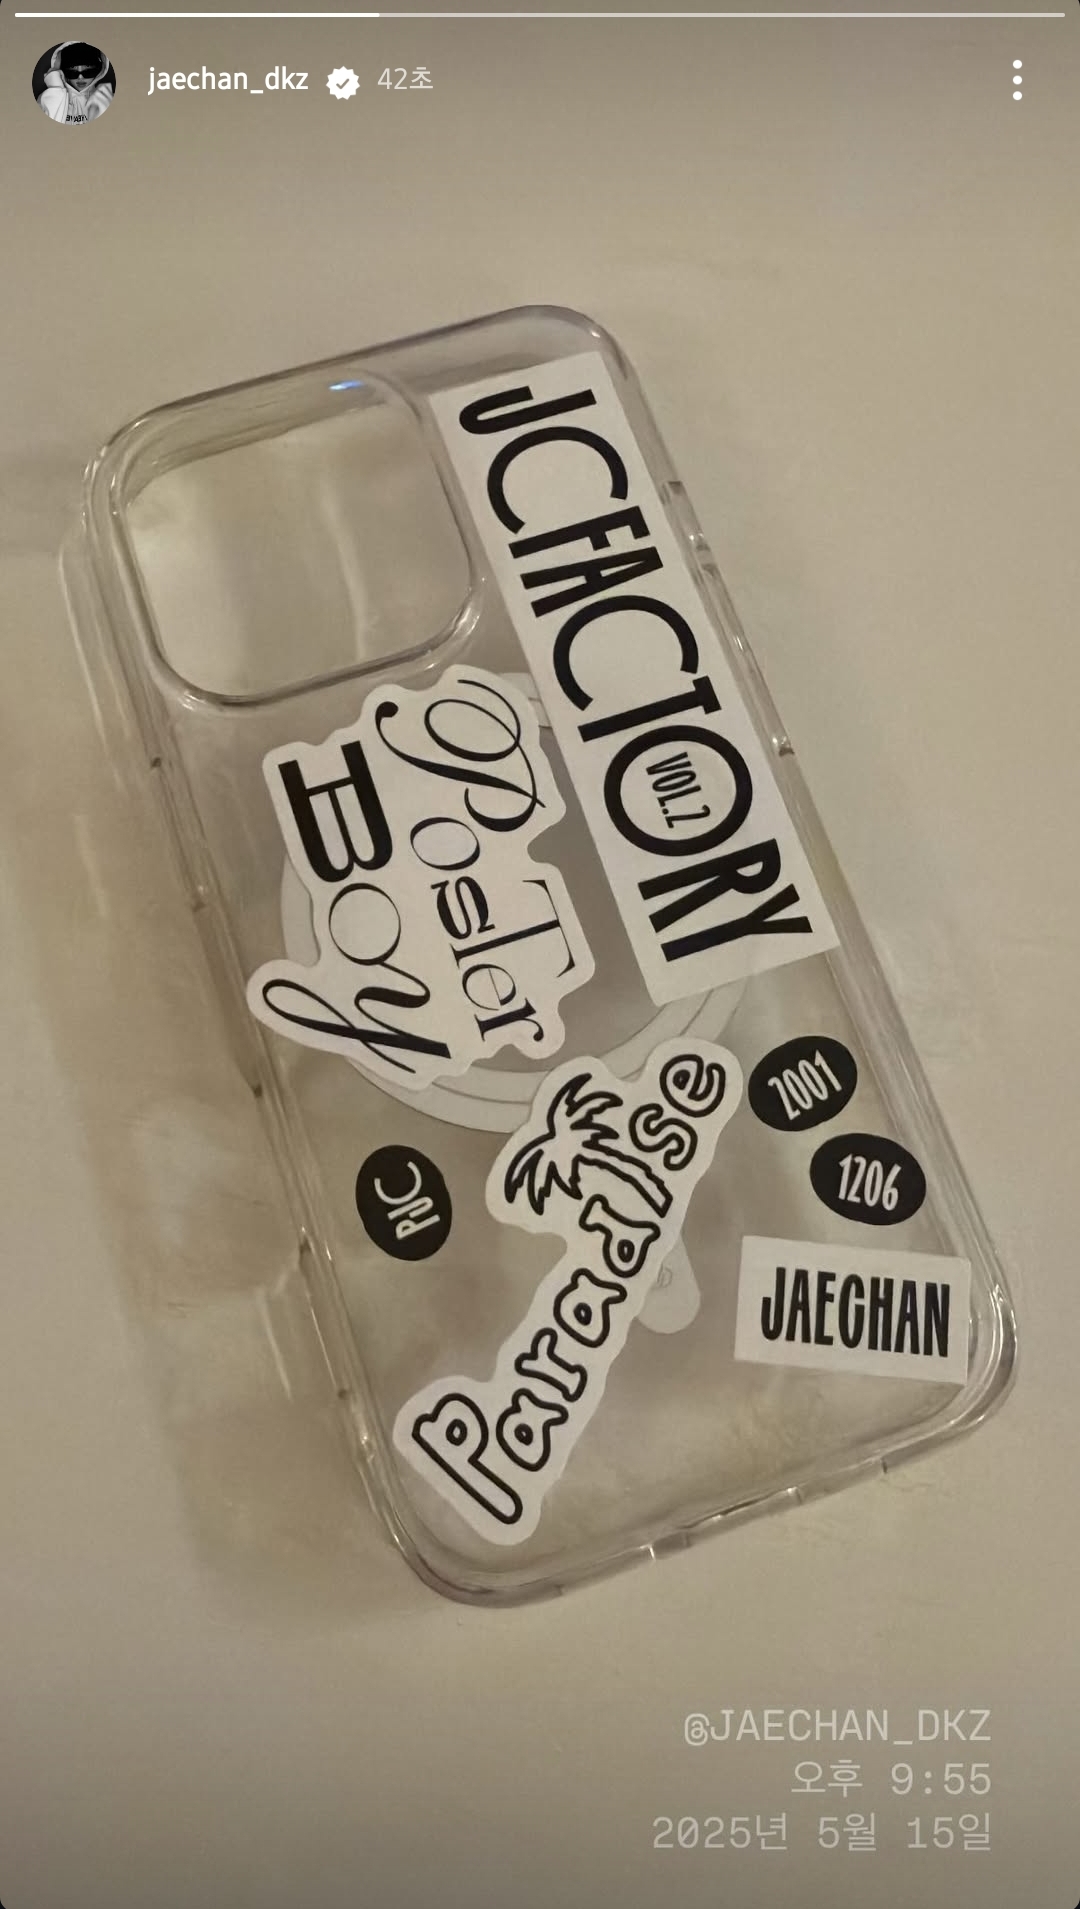 jaechan_dkz 42초
JCFACTORY
VOL.2
Poster
Boy
2001
1206
PJC
Paradise
JAECHAN
@JAECHAN_DKZ
오후 9:55
2025년 5월 15일